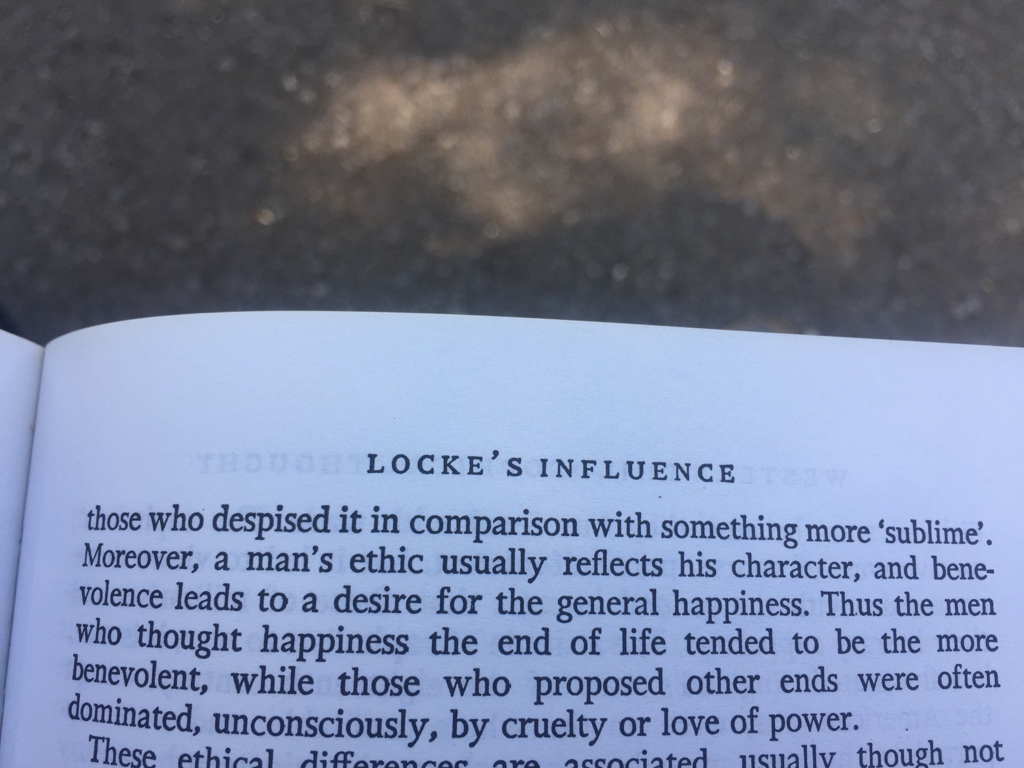 LOCKE'S INFLUENCE
those who despised it in comparison with something more ‘sublime’.
Moreover, a man's ethic usually reflects his character, and bene-
volence leads to a desire for the general happiness. Thus the men
who thought happiness the end of life tended to be the more
benevolent, while those who proposed other ends were often
dominated, unconsciously, by cruelty or love of power.
These ethical differences are associated, usually though not